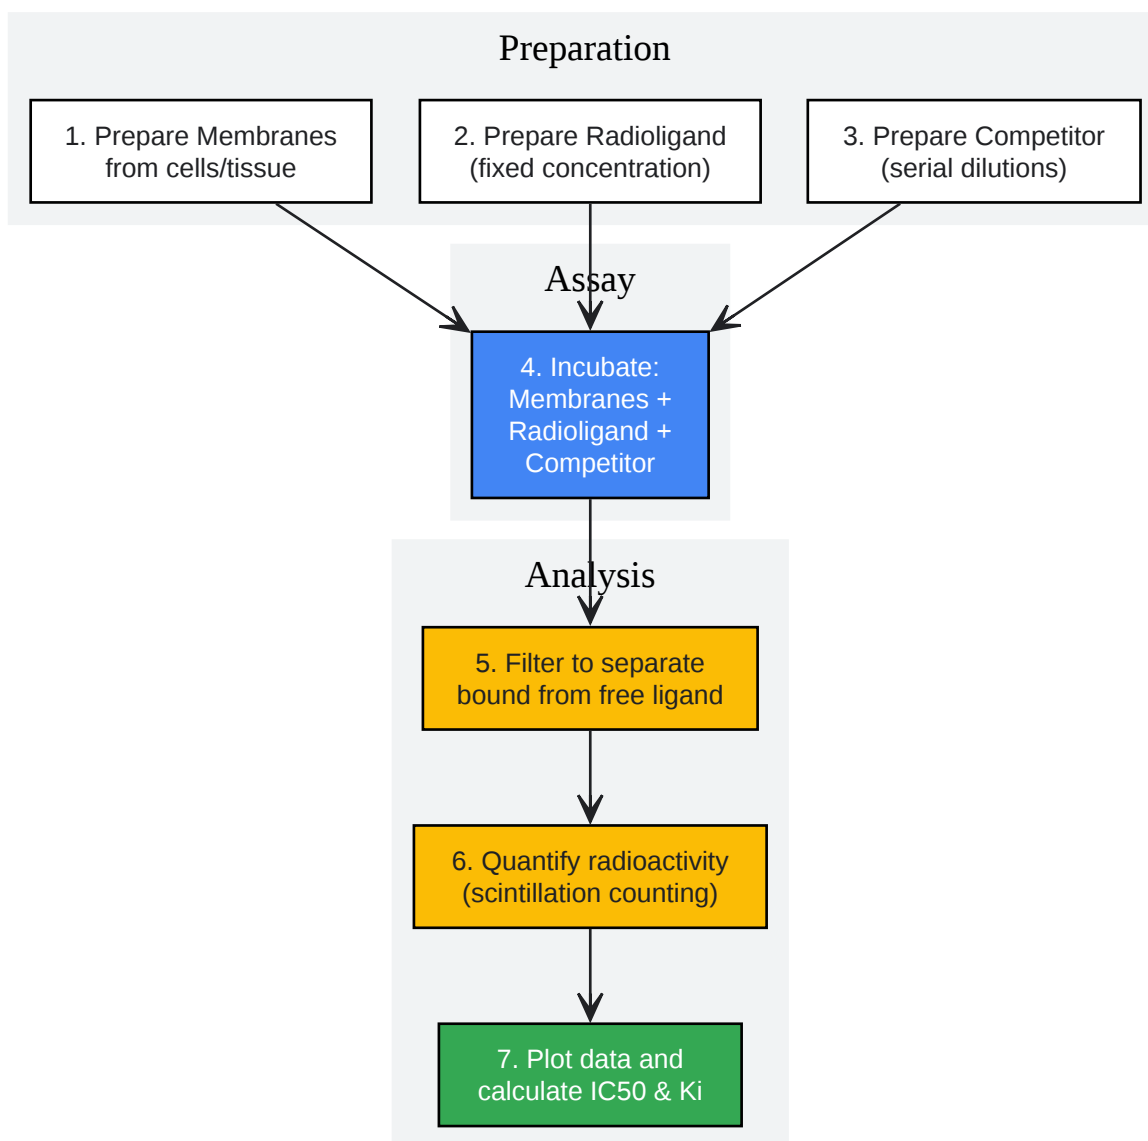 Preparation
1. Prepare Membranes
from cells/tissue
2. Prepare Radioligand
(fixed concentration)
3. Prepare Competitor
(serial dilutions)
Assay
4. Incubate:
Membranes +
Radioligand +
Competitor
Analysis
5. Filter to separate
bound from free ligand
6. Quantify radioactivity
(scintillation counting)
7. Plot data and
calculate IC50 & Ki